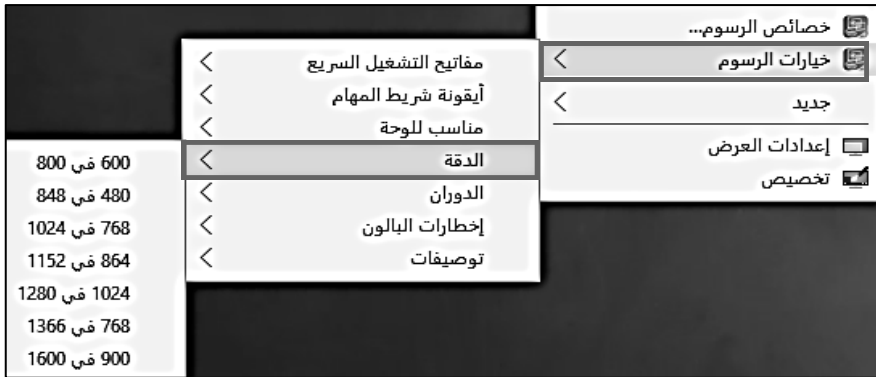 خصائص الرسوم...
خيارات الرسوم
جديد
إعدادات العرض
تخصيص
مفاتيح التشغيل السريع
أيقونة شريط المهام
مناسب للوحة
الدقة
الدوران
إخطارات البالون
توصيفات
600 في 800
480 في 848
768 في 1024
864 في 1152
1024 في 1280
768 في 1366
900 في 1600